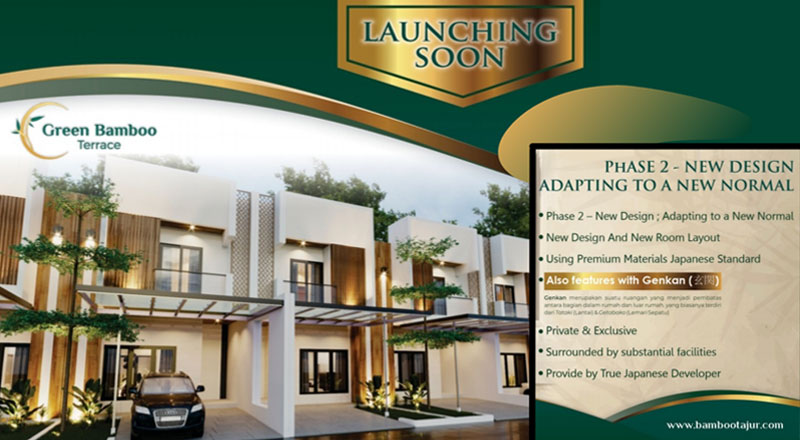 LAUNCHING
SOON
Green Bamboo
Terrace
PHASE 2 - NEW DESIGN
ADAPTING TO A NEW NORMAL
• Phase 2 – New Design ; Adapting to a New Normal
• New Design And New Room Layout
• Using Premium Materials Japanese Standard
• Also features with Genkan (玄関)
Genkan merupakan suatu ruangan yang menjadi pembatas
antara bagian dalam rumah dan luar rumah, yang biasanya terdiri
dari Tataki (Lantai) & Getabako (Lemari Sepatu)
• Private & Exclusive
• Surrounded by substantial facilities
• Provide by True Japanese Developer
www.bambootajur.com